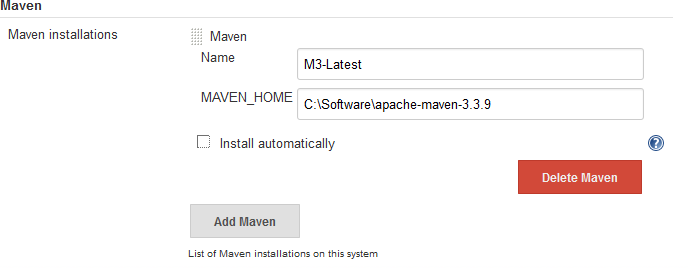 Maven
Maven installations
Maven
Name
M3-Latest
MAVEN_HOME
C:\Software\apache-maven-3.3.9
Install automatically
?
Delete Maven
Add Maven
List of Maven installations on this system